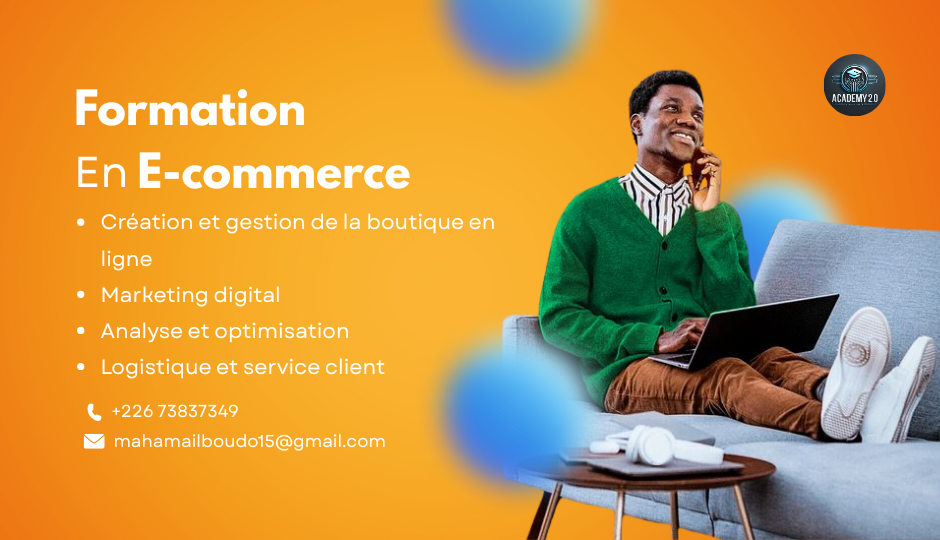 Formation
En E-commerce
Création et gestion de la boutique en
ligne
Marketing digital
Analyse et optimisation
Logistique et service client
+226 73837349
mahamailboudo15@gmail.com
ACADEMY 2.0